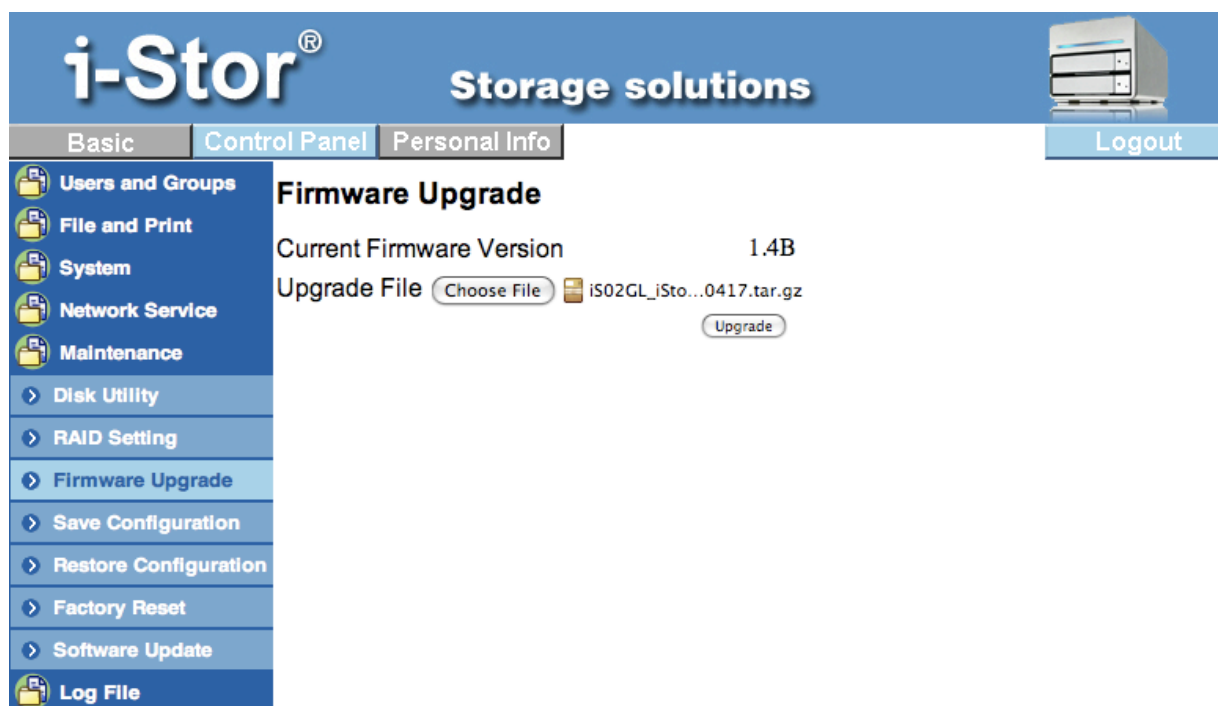 i-Stor® Storage solutions
Basic Control Panel Personal Info Logout
Users and Groups
File and Print
System
Network Service
Maintenance
Disk Utility
RAID Setting
Firmware Upgrade
Save Configuration
Restore Configuration
Factory Reset
Software Update
Log File
Firmware Upgrade
Current Firmware Version 1.4B
Upgrade File Choose File iS02GL_iSto...0417.tar.gz
Upgrade